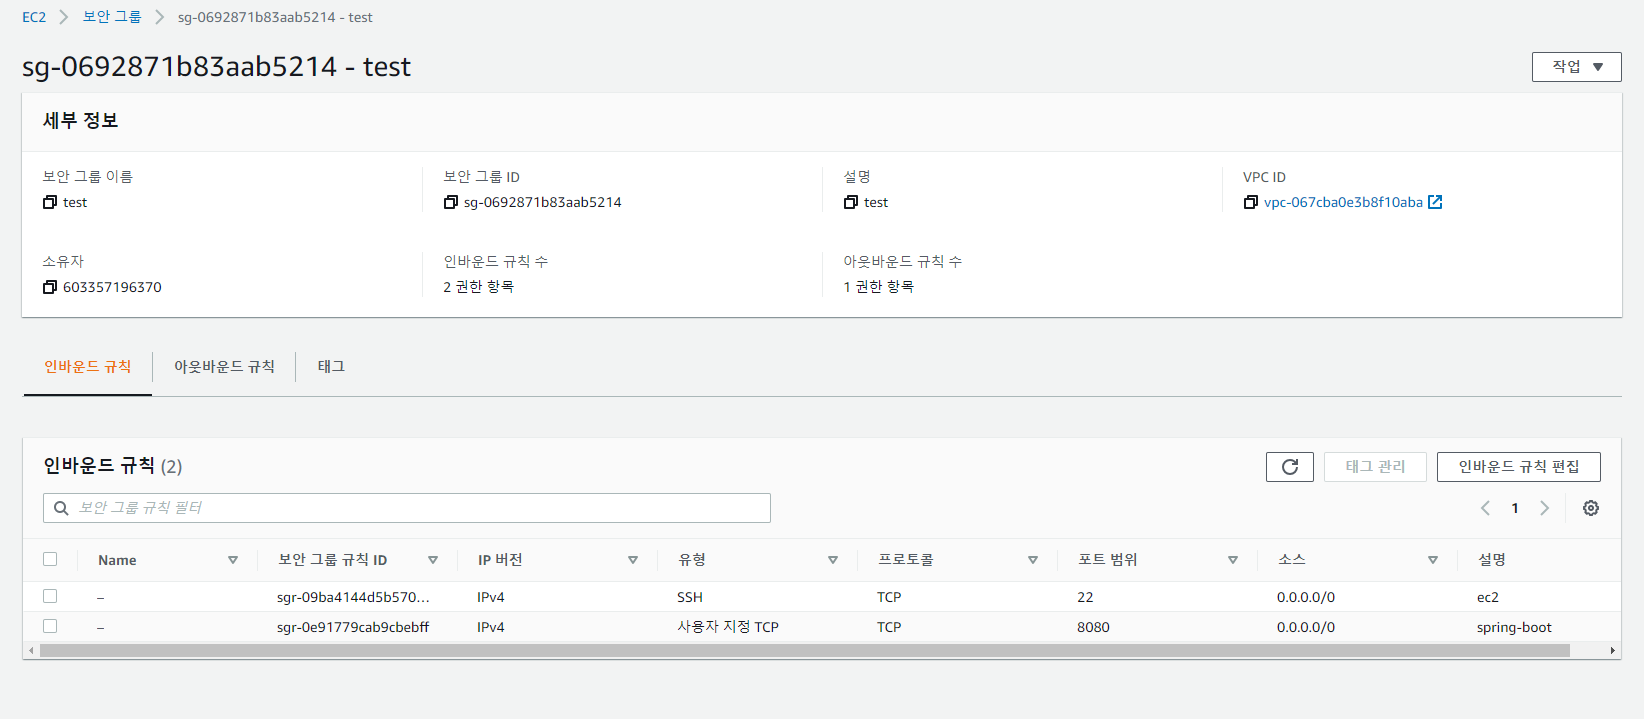 EC2 > 보안 그룹 > sg-0692871b83aab5214 - test
sg-0692871b83aab5214 - test
작업 ▼
세부 정보
보안 그룹 이름
test
보안 그룹 ID
sg-0692871b83aab5214
설명
test
VPC ID
vpc-067cba0e3b8f10aba
소유자
603357196370
인바운드 규칙 수
2 권한 항목
아웃바운드 규칙 수
1 권한 항목
인바운드 규칙 아웃바운드 규칙 태그
인바운드 규칙 (2)
태그 관리 인바운드 규칙 편집
보안 그룹 규칙 필터
1
Name 보안 그룹 규칙 ID IP 버전 유형 프로토콜 포트 범위 소스 설명
– sgr-09ba4144d5b570... IPv4 SSH TCP 22 0.0.0.0/0 ec2
– sgr-0e91779cab9cbebff IPv4 사용자 지정 TCP TCP 8080 0.0.0.0/0 spring-boot